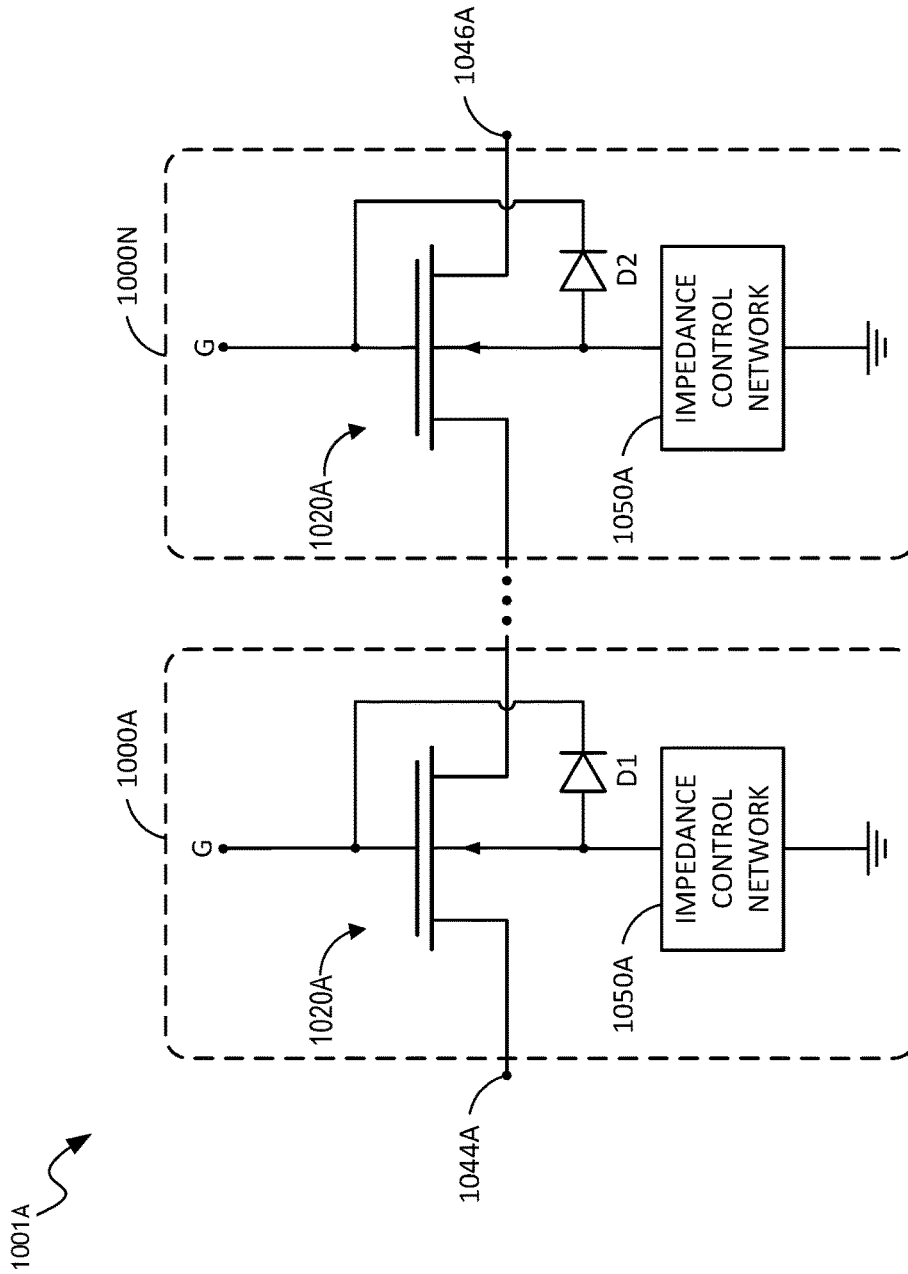 1001A
1000A
1000N
G
G
1020A
1020A
1044A
1046A
D1
D2
1050A
IMPEDANCE
CONTROL
NETWORK
1050A
IMPEDANCE
CONTROL
NETWORK